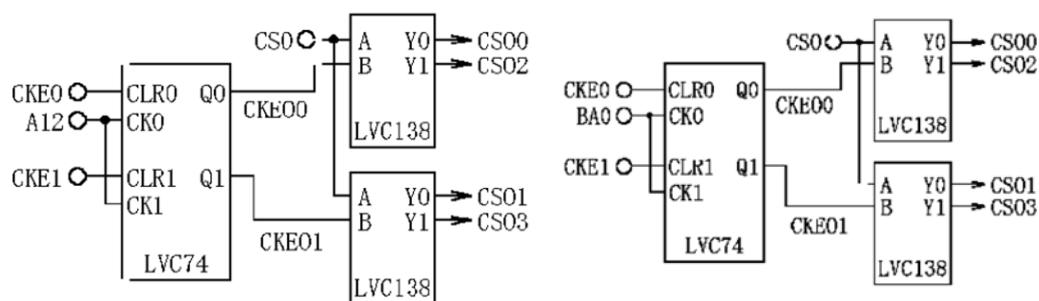 CS0
A Y0 CS00
B Y1 CS02
LVC138
CKE0 CLR0 Q0
CKE00
A12 CK0
CKE1 CLR1 Q1
CK1
CKE01
LVC74
A Y0 CS01
B Y1 CS03
LVC138
CS0
A Y0 CS00
B Y1 CS02
LVC138
CKE0 CLR0 Q0
CKE00
BA0 CK0
CKE1 CLR1 Q1
CK1
CKE01
LVC74
A Y0 CS01
B Y1 CS03
LVC138